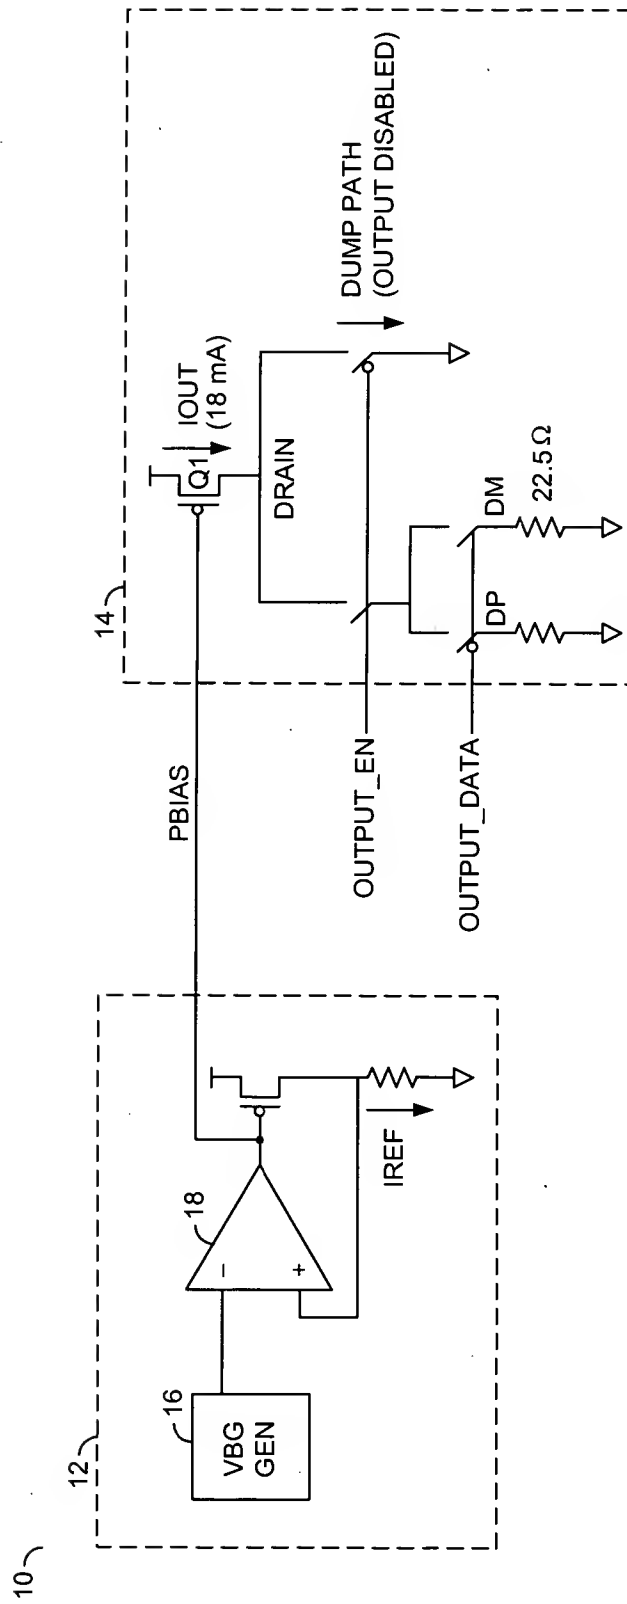 10
12
16
VBG
GEN
18
−
+
IREF
PBIAS
14
Q1
IOUT
(18 mA)
DRAIN
DUMP PATH
(OUTPUT DISABLED)
OUTPUT_EN
OUTPUT_DATA
DP
DM
22.5 Ω